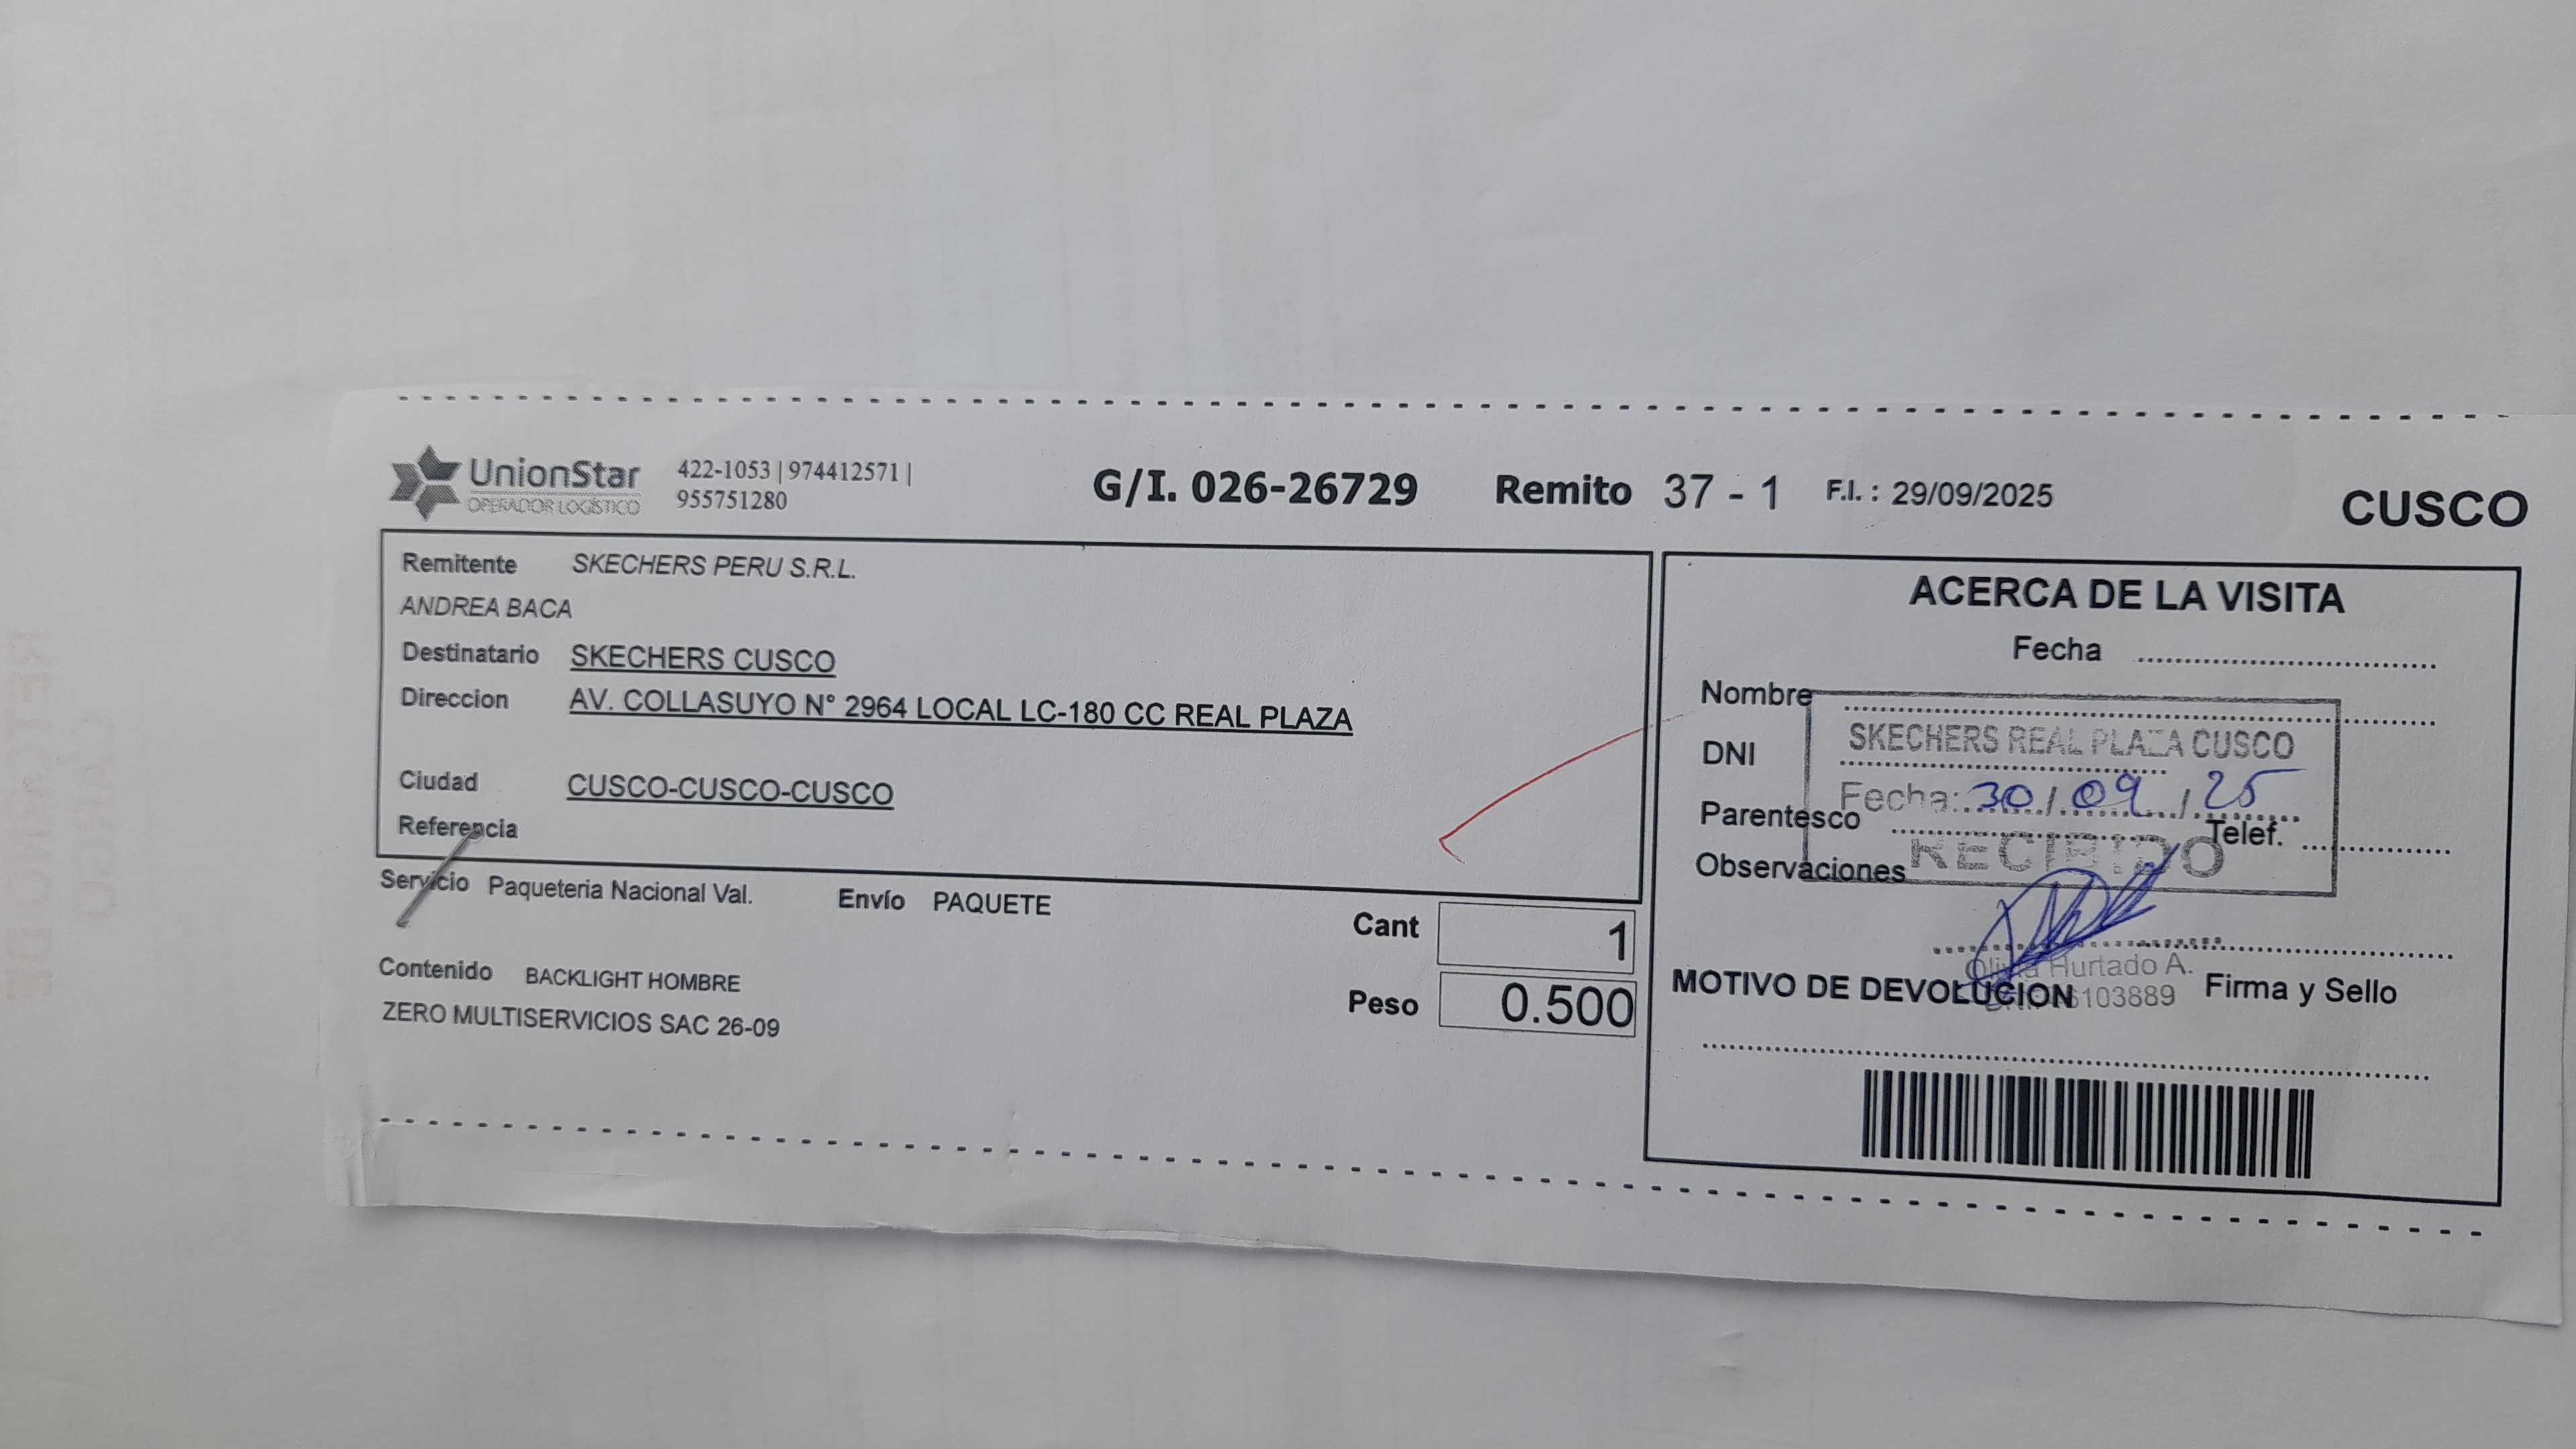 UnionStar
OPERADOR LOGÍSTICO
422-1053 | 974412571 |
955751280
G/I. 026-26729 Remito 37 - 1 F.I. : 29/09/2025 CUSCO
Remitente SKECHERS PERU S.R.L.
ANDREA BACA
Destinatario SKECHERS CUSCO
Direccion AV. COLLASUYO N° 2964 LOCAL LC-180 CC REAL PLAZA
Ciudad CUSCO-CUSCO-CUSCO
Referencia
Servicio Paqueteria Nacional Val. Envío PAQUETE
Cant 1
Contenido BACKLIGHT HOMBRE
Peso 0.500
ZERO MULTISERVICIOS SAC 26-09
ACERCA DE LA VISITA
Fecha
Nombre
SKECHERS REAL PLAZA CUSCO
DNI
Fecha: 30/09/25
Parentesco Telef.
RECIBIDO
Observaciones
Hurtado A.
MOTIVO DE DEVOLUCION Firma y Sello
CARGO